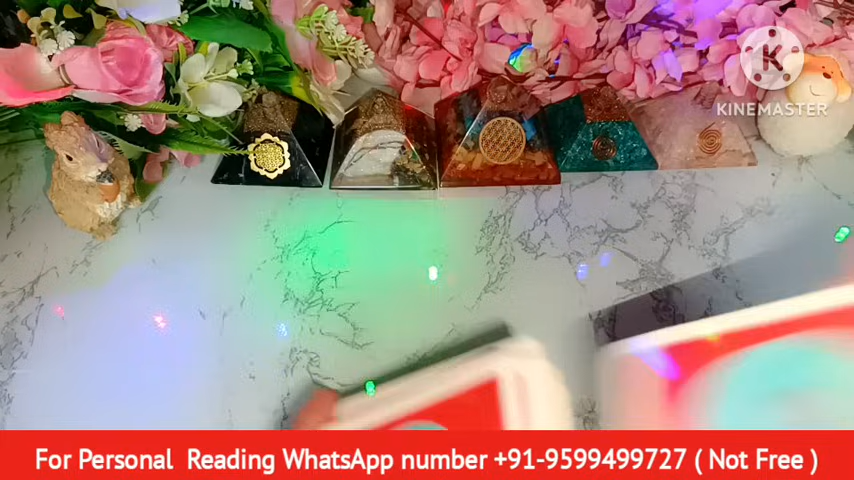 K
KINEMASTER
For Personal Reading WhatsApp number +91-9599499727 ( Not Free )